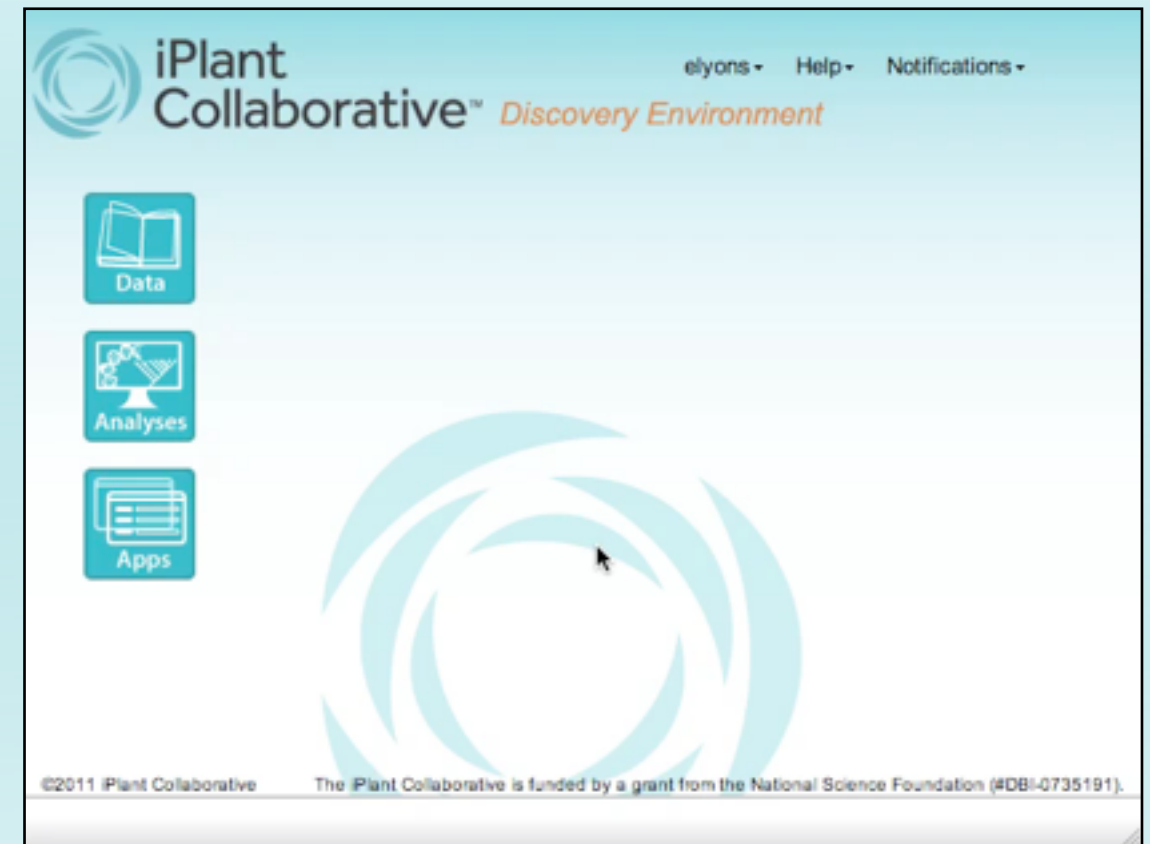 iPlant
Collaborative™ Discovery Environment
elyons Help Notifications
Data
Analyses
Apps
©2011 iPlant Collaborative The iPlant Collaborative is funded by a grant from the National Science Foundation (#DBI-0735191).